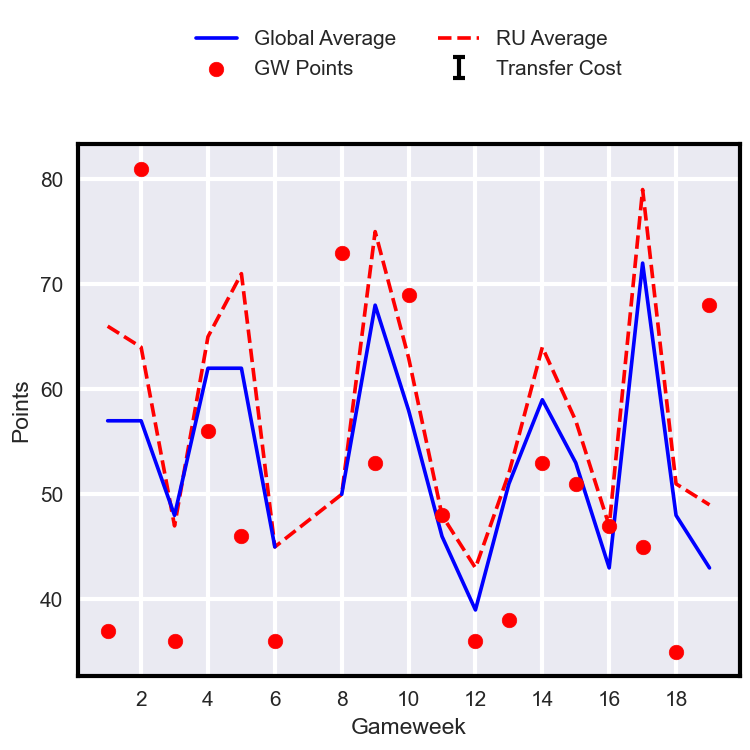 Global Average RU Average
GW Points Transfer Cost
80
70
60
50
40
Points
2 4 6 8 10 12 14 16 18
Gameweek